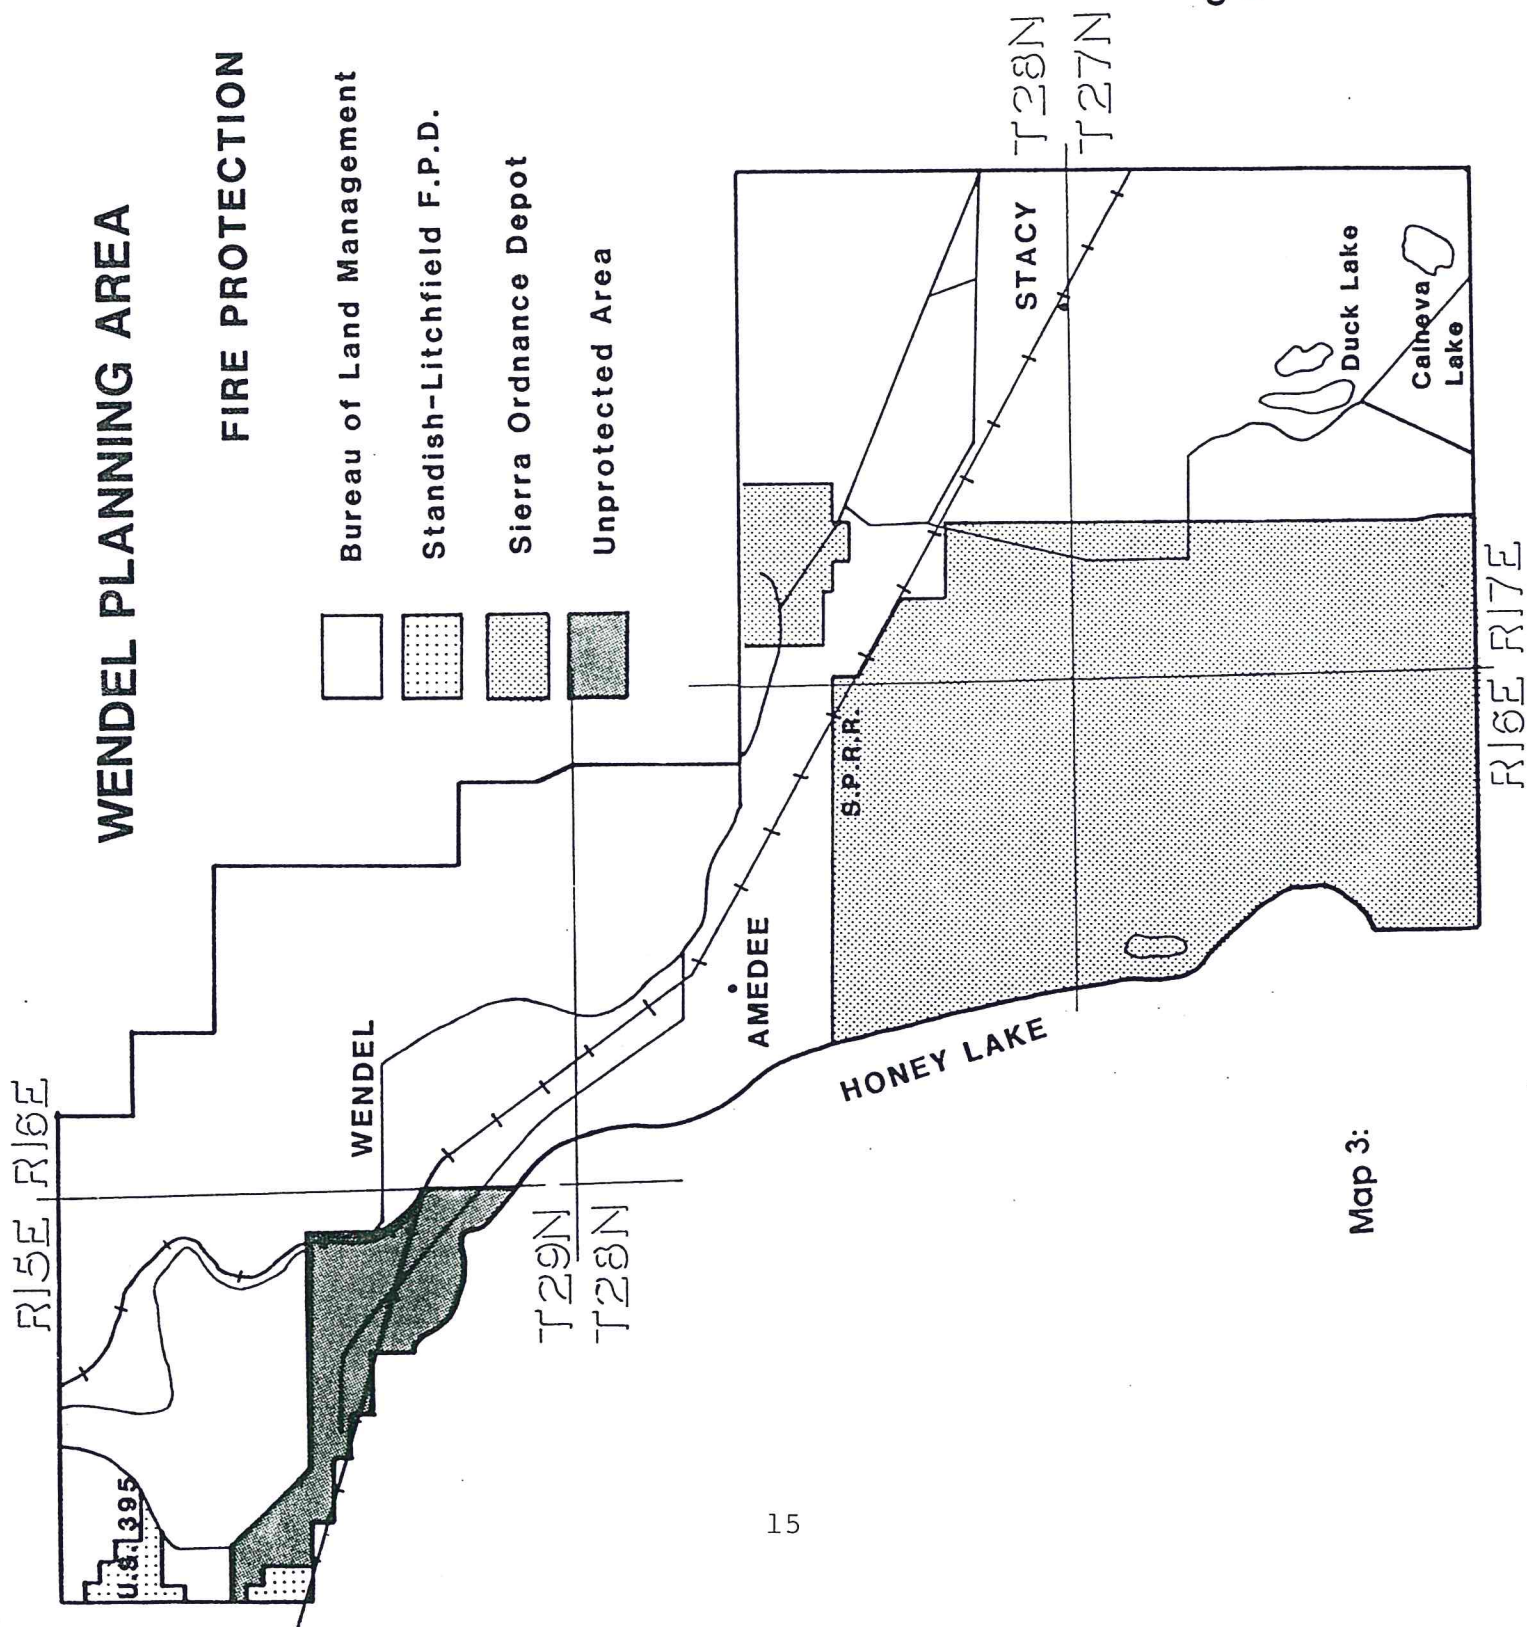 WENDEL PLANNING AREA
FIRE PROTECTION
Bureau of Land Management
Standish-Litchfield F.P.D.
Sierra Ordnance Depot
Unprotected Area
R15E R16E
U.S. 395
WENDEL
T29N
T28N
AMEDEE
HONEY LAKE
S.P.R.R.
STACY
T28N
T27N
Duck Lake
Calneva
Lake
R16E R17E
Map 3:
15